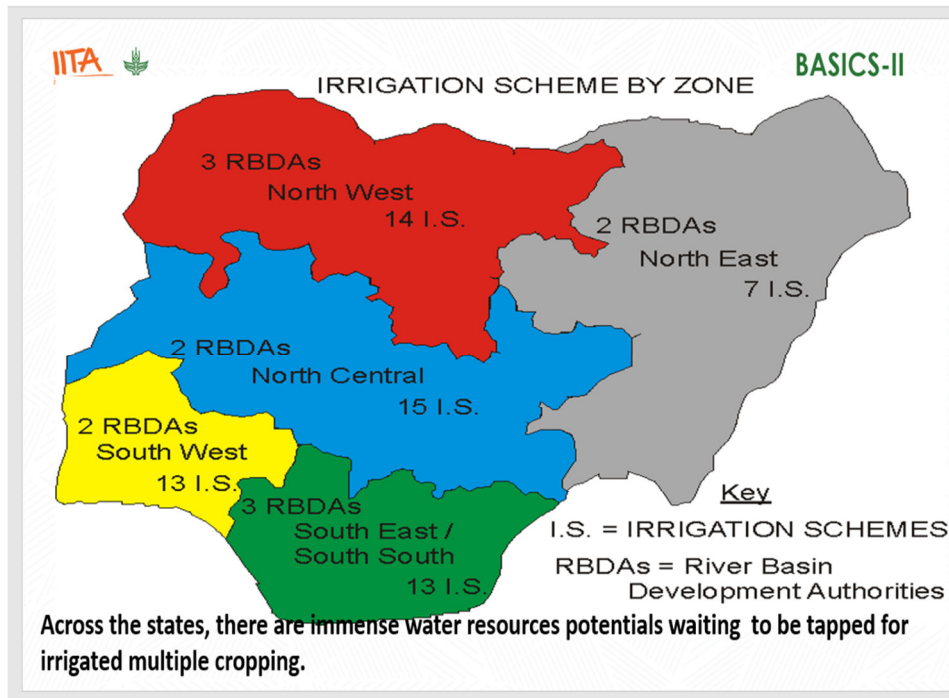 IITA
BASICS-II
IRRIGATION SCHEME BY ZONE
3 RBDAs
North West
14 I.S.
2 RBDAs
North East
7 I.S.
2 RBDAs
North Central
15 I.S.
2 RBDAs
South West
13 I.S.
3 RBDAs
South East /
South South
13 I.S.
Key
I.S. = IRRIGATION SCHEMES
RBDAs = River Basin
Development Authorities
Across the states, there are immense water resources potentials waiting to be tapped for
irrigated multiple cropping.